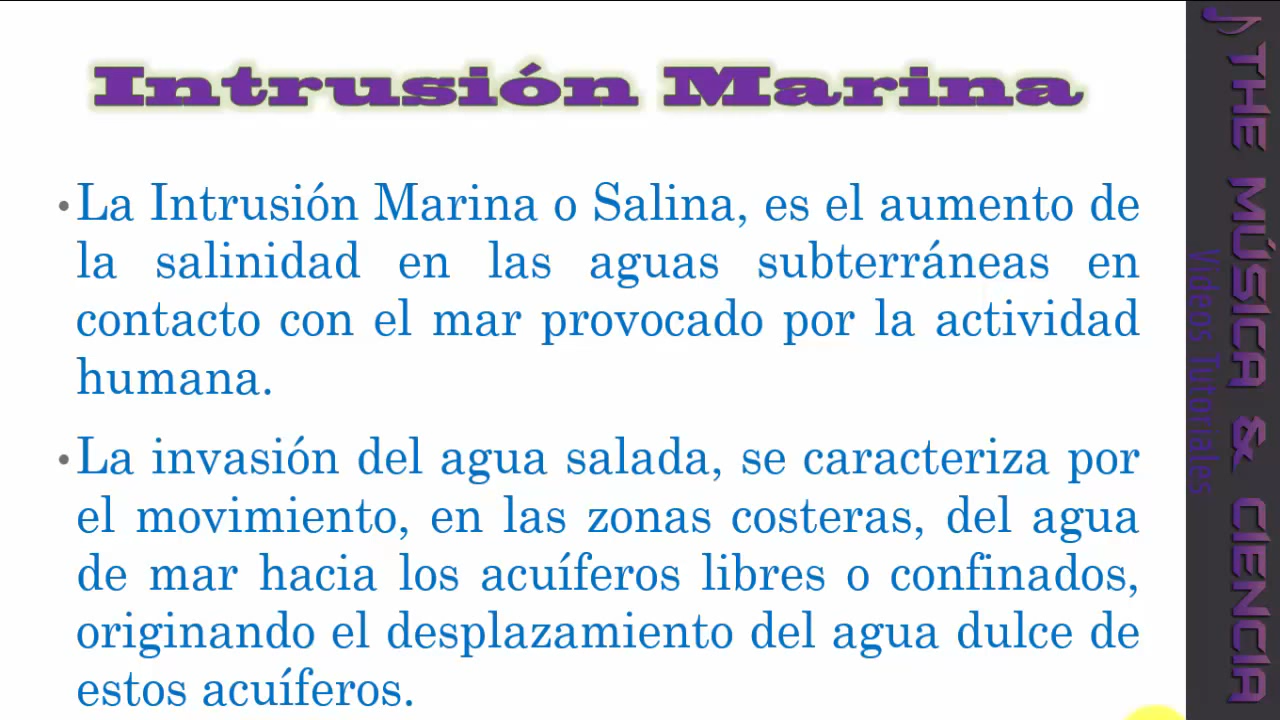 Intrusión Marina
• La Intrusión Marina o Salina, es el aumento de
la salinidad en las aguas subterráneas en
contacto con el mar provocado por la actividad
humana.
• La invasión del agua salada, se caracteriza por
el movimiento, en las zonas costeras, del agua
de mar hacia los acuíferos libres o confinados,
originando el desplazamiento del agua dulce de
estos acuíferos.
THE MÚSICA & CIENCIA
Videos Tutoriales